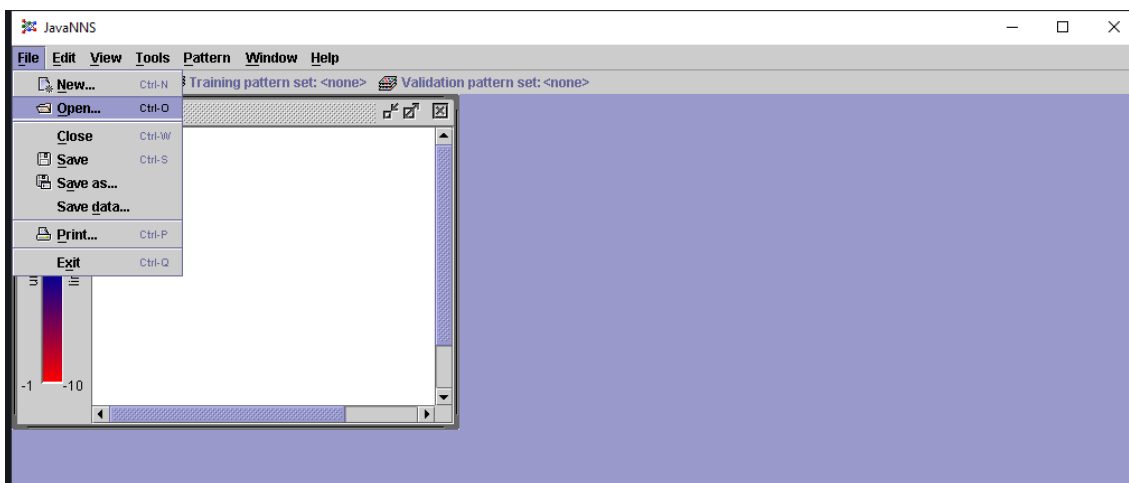 JavaNNS
File Edit View Tools Pattern Window Help
New... Ctrl-N
Training pattern set: <none> Validation pattern set: <none>
Open... Ctrl-O
Close Ctrl-W
Save Ctrl-S
Save as...
Save data...
Print... Ctrl-P
Exit Ctrl-Q
-1 -10